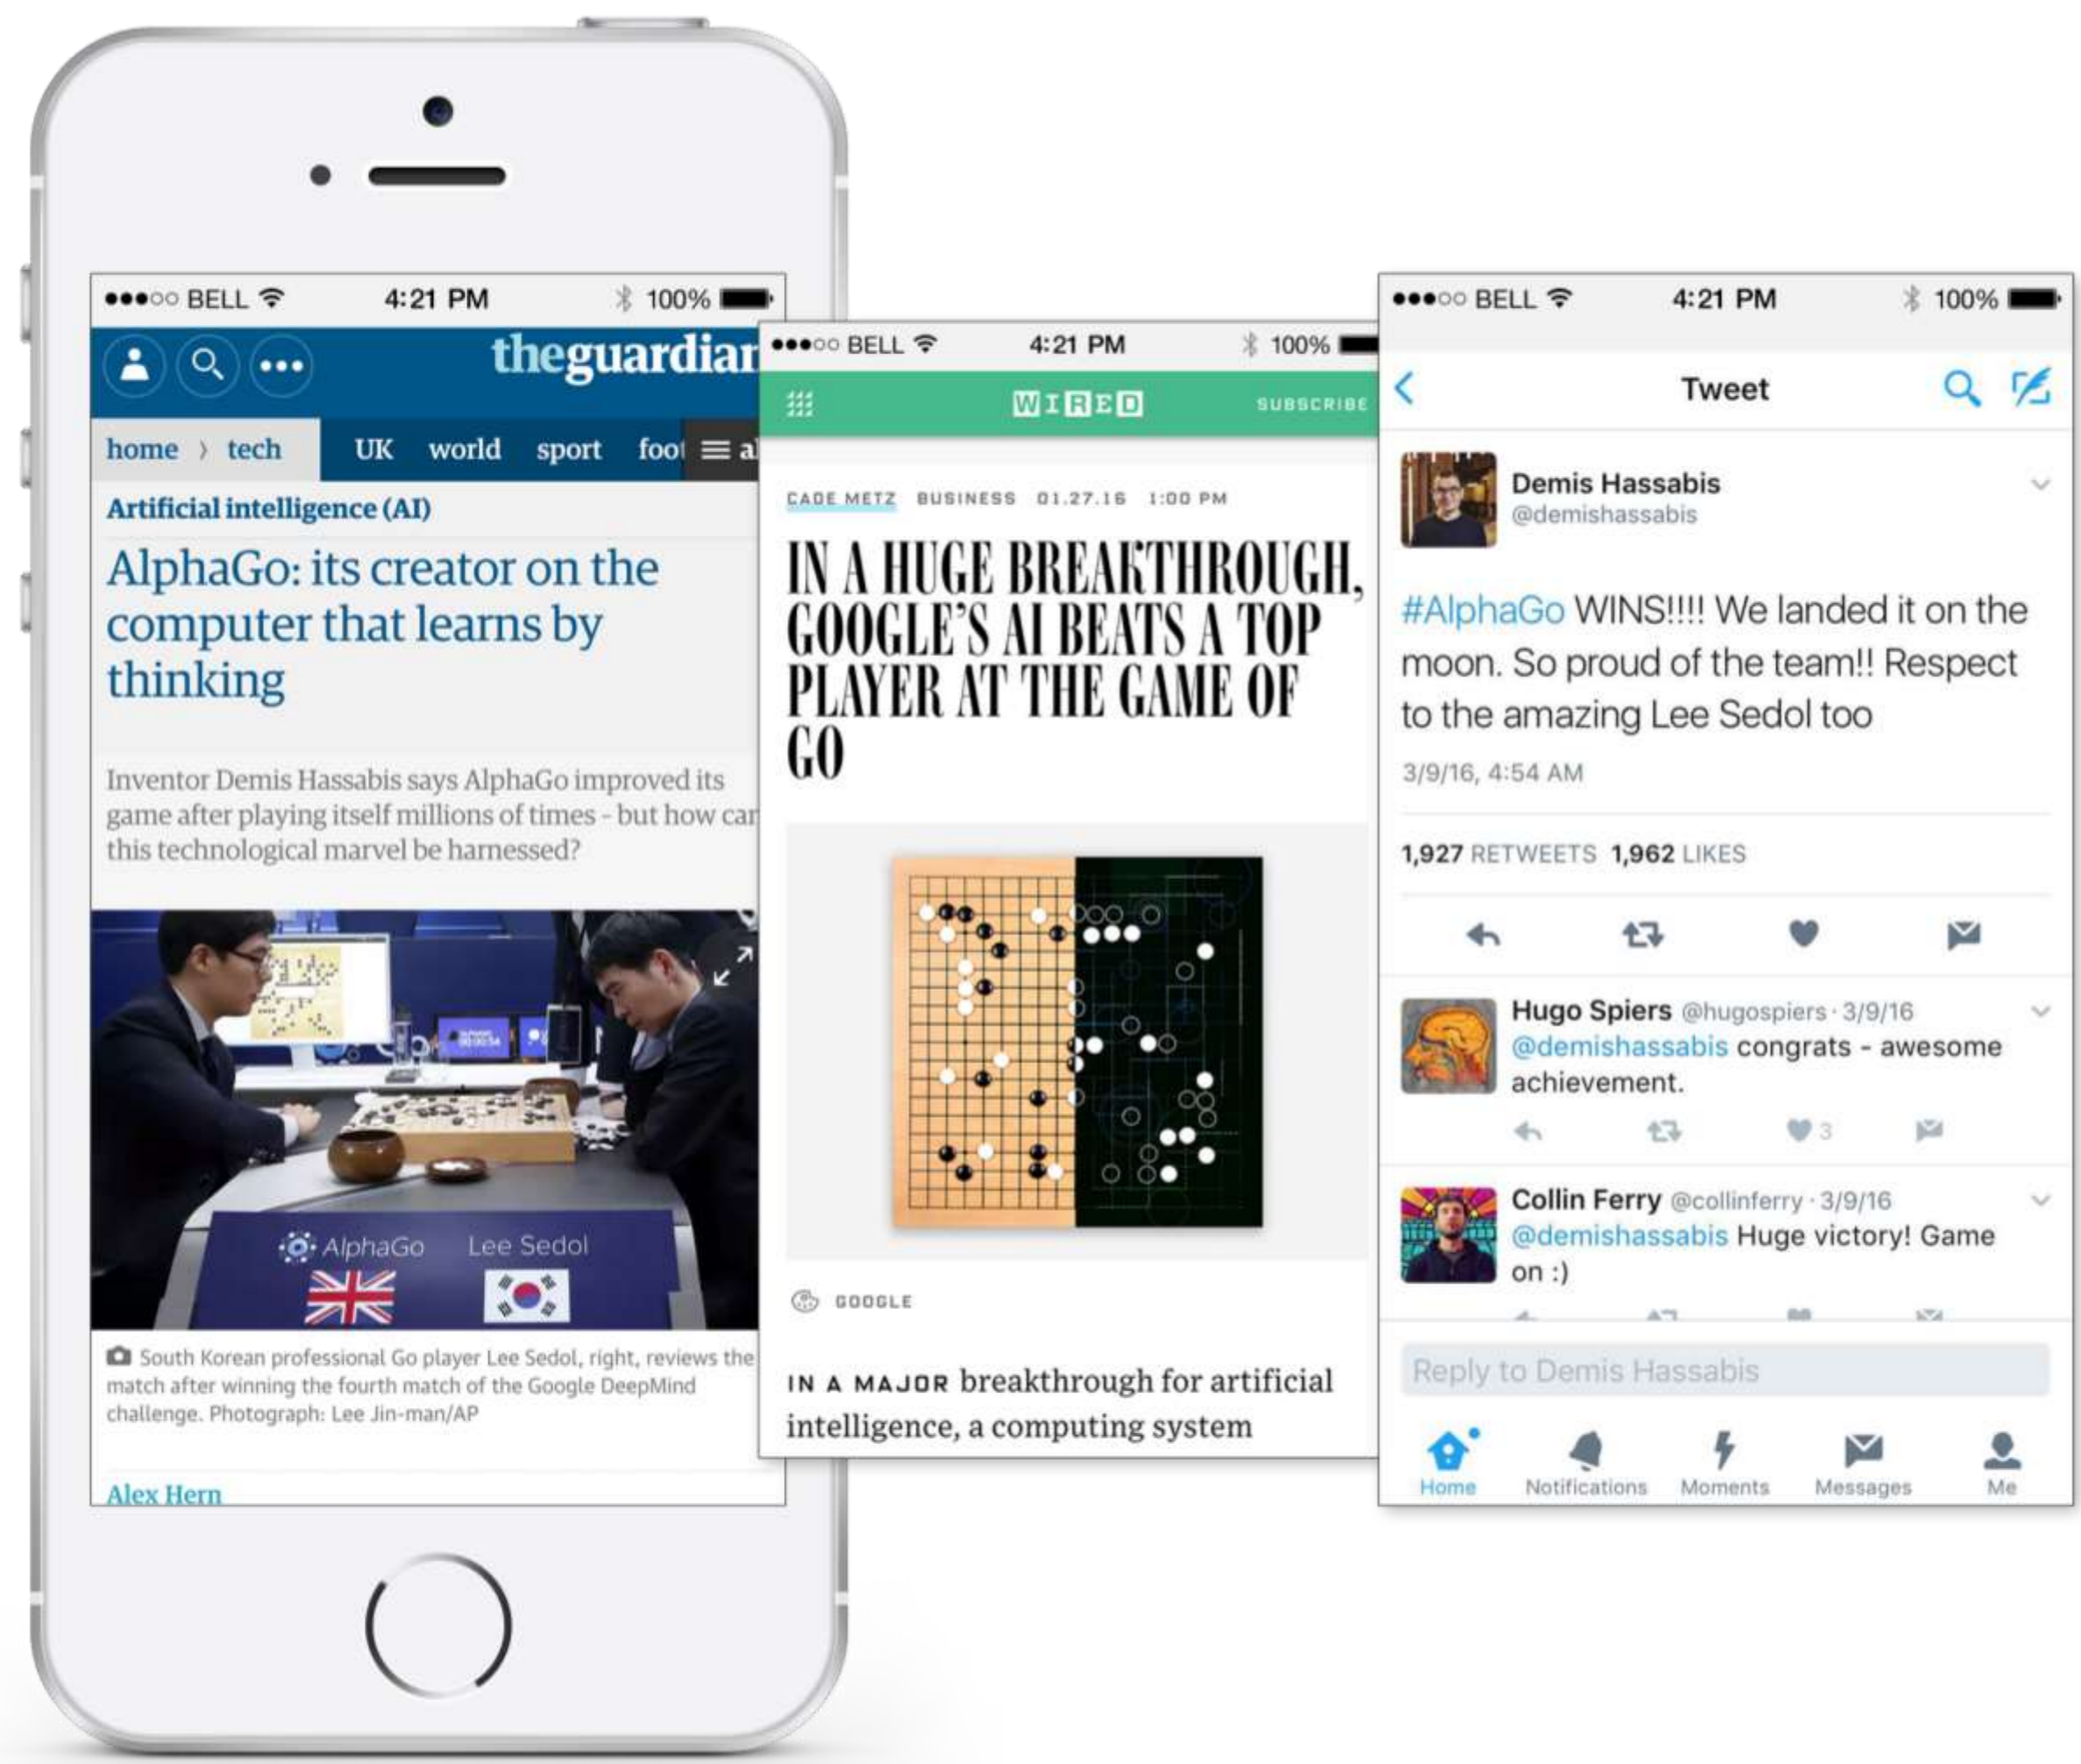 BELL 4:21 PM 100%
theguardian
home › tech UK world sport foot al
Artificial intelligence (AI)
AlphaGo: its creator on the
computer that learns by
thinking
Inventor Demis Hassabis says AlphaGo improved its
game after playing itself millions of times – but how can
this technological marvel be harnessed?
AlphaGo Lee Sedol
South Korean professional Go player Lee Sedol, right, reviews the
match after winning the fourth match of the Google DeepMind
challenge. Photograph: Lee Jin-man/AP
Alex Hern
BELL 4:21 PM 100%
WIRED SUBSCRIBE
CADE METZ BUSINESS 01.27.16 1:00 PM
IN A HUGE BREAKTHROUGH,
GOOGLE'S AI BEATS A TOP
PLAYER AT THE GAME OF
GO
GOOGLE
IN A MAJOR breakthrough for artificial
intelligence, a computing system
BELL 4:21 PM 100%
Tweet
Demis Hassabis
@demishassabis
#AlphaGo WINS!!!! We landed it on the
moon. So proud of the team!! Respect
to the amazing Lee Sedol too
3/9/16, 4:54 AM
1,927 RETWEETS 1,962 LIKES
Hugo Spiers @hugospiers · 3/9/16
@demishassabis congrats - awesome
achievement.
3
Collin Ferry @collinferry · 3/9/16
@demishassabis Huge victory! Game
on :)
Reply to Demis Hassabis
Home Notifications Moments Messages Me